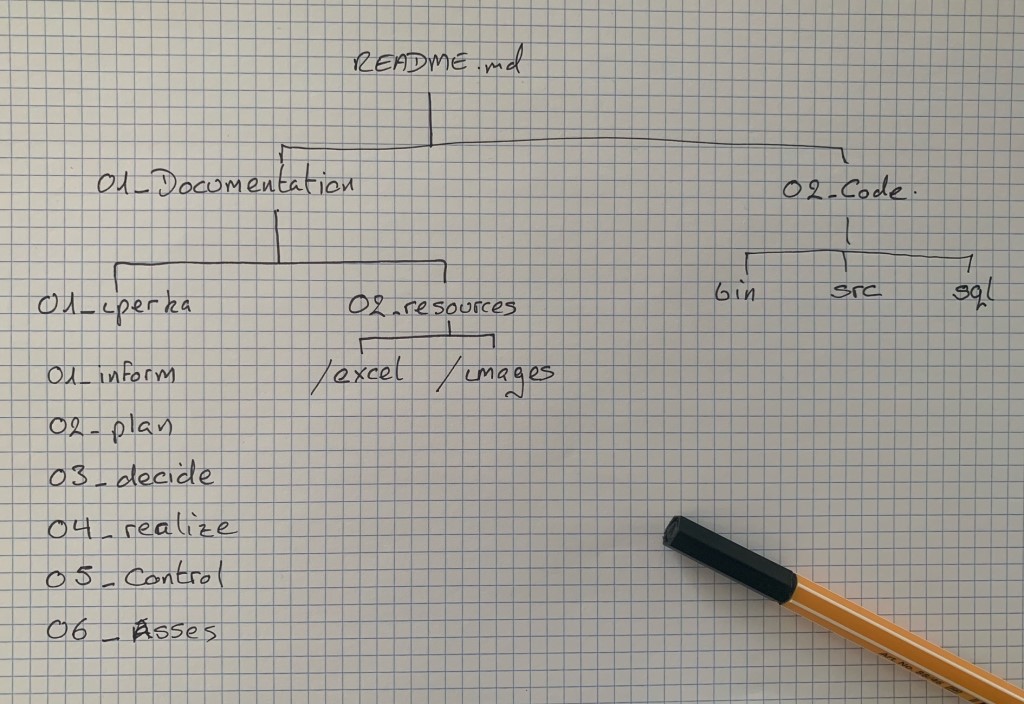 README.md
01_Documentation
02_Code.
01_iperka
02_resources
bin
src
sql
01_inform
/excel
/images
02_plan
03_decide
04_realize
05_Control
06_Asses